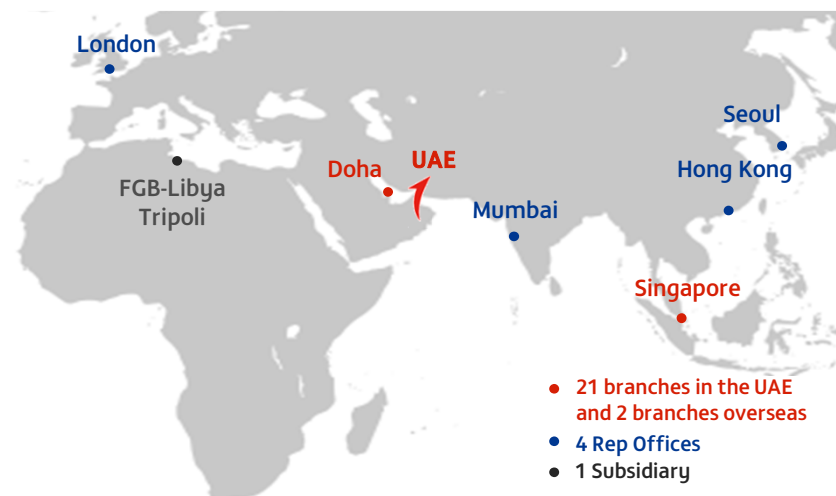 London
Seoul
UAE
Doha
Hong Kong
FGB-Libya
Tripoli
Mumbai
Singapore
21 branches in the UAE
and 2 branches overseas
4 Rep Offices
1 Subsidiary